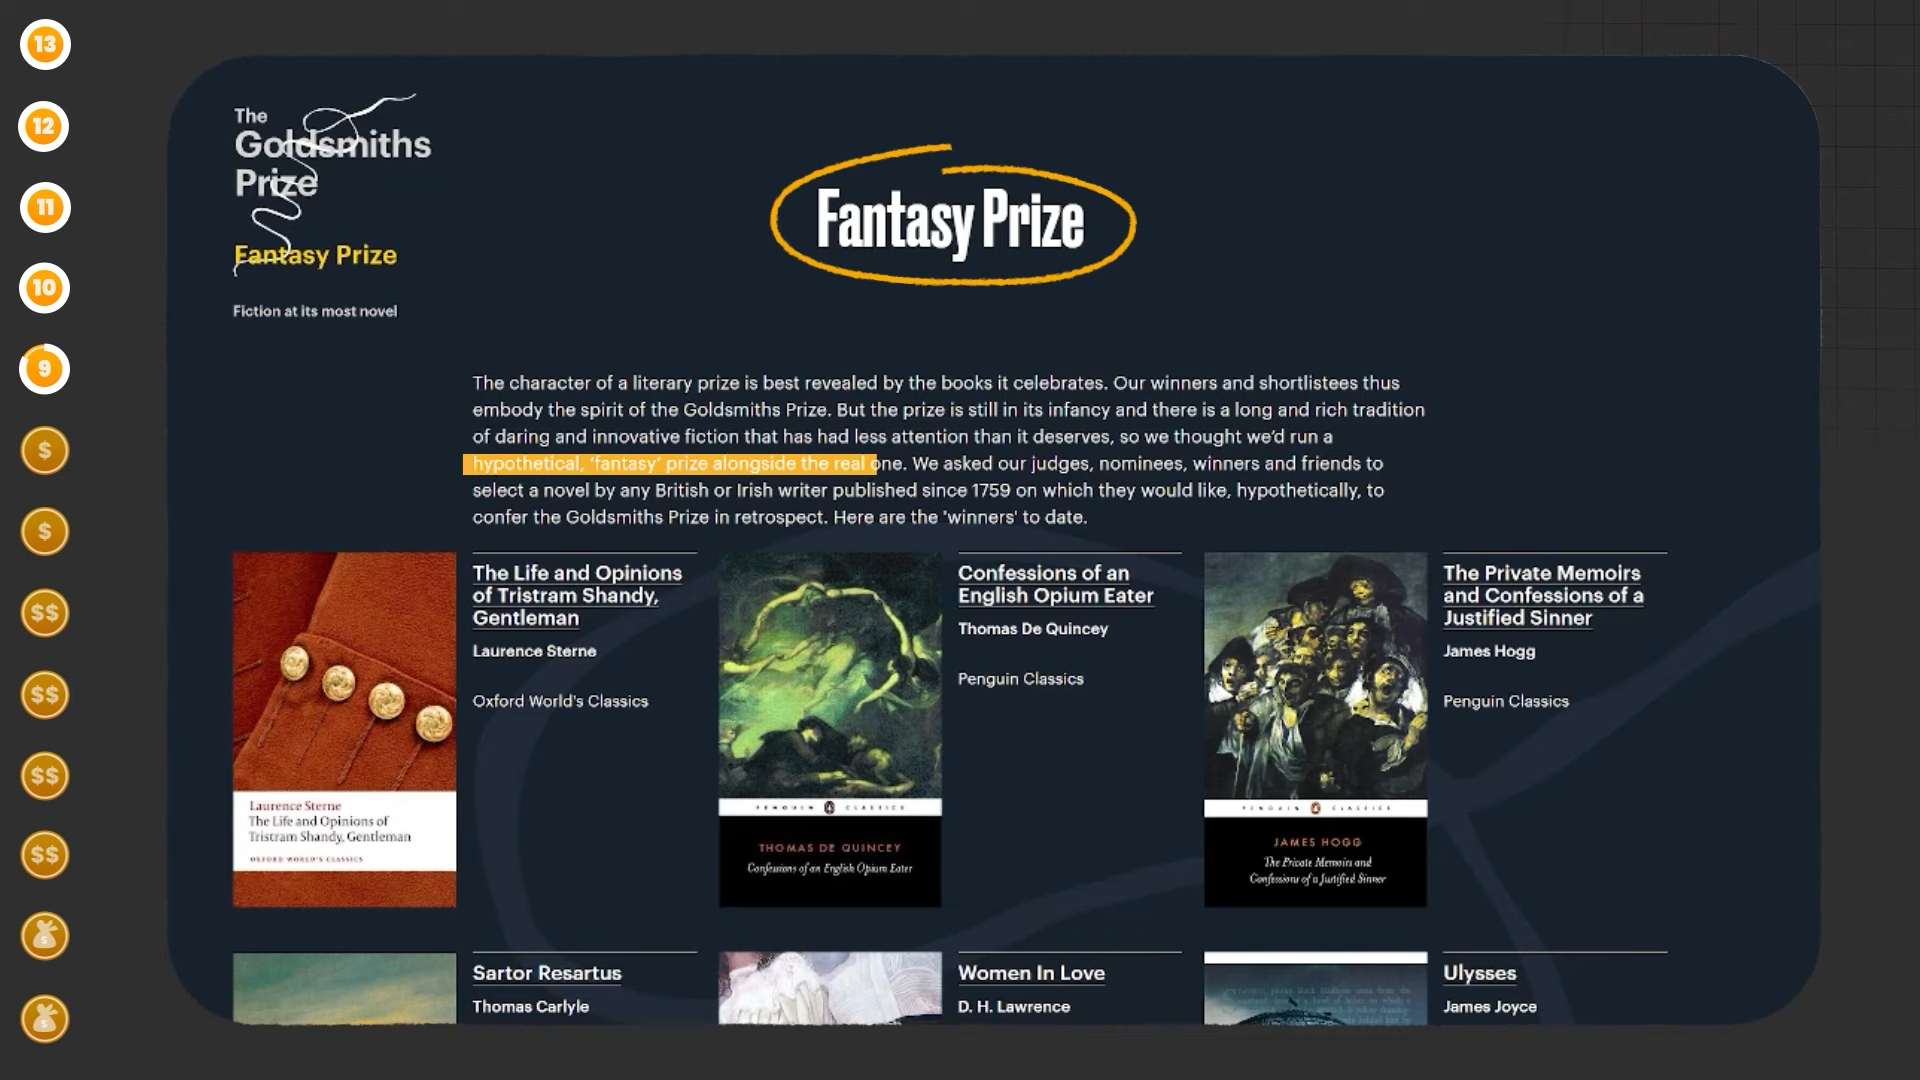 13
12
11
10
9
$
$
$$
$$
$$
$$
$
$
The
Goldsmiths
Prize
Fantasy Prize
Fiction at its most novel
Fantasy Prize
The character of a literary prize is best revealed by the books it celebrates. Our winners and shortlistees thus
embody the spirit of the Goldsmiths Prize. But the prize is still in its infancy and there is a long and rich tradition
of daring and innovative fiction that has had less attention than it deserves, so we thought we’d run a
hypothetical, ‘fantasy’ prize alongside the real one. We asked our judges, nominees, winners and friends to
select a novel by any British or Irish writer published since 1759 on which they would like, hypothetically, to
confer the Goldsmiths Prize in retrospect. Here are the 'winners' to date.
Laurence Sterne
The Life and Opinions of
Tristram Shandy, Gentleman
OXFORD WORLD'S CLASSICS
The Life and Opinions
of Tristram Shandy,
Gentleman
Laurence Sterne
Oxford World's Classics
PENGUIN CLASSICS
THOMAS DE QUINCEY
Confessions of an English Opium Eater
Confessions of an
English Opium Eater
Thomas De Quincey
Penguin Classics
PENGUIN CLASSICS
JAMES HOGG
The Private Memoirs and
Confessions of a Justified Sinner
The Private Memoirs
and Confessions of a
Justified Sinner
James Hogg
Penguin Classics
Sartor Resartus
Thomas Carlyle
Women In Love
D. H. Lawrence
Ulysses
James Joyce